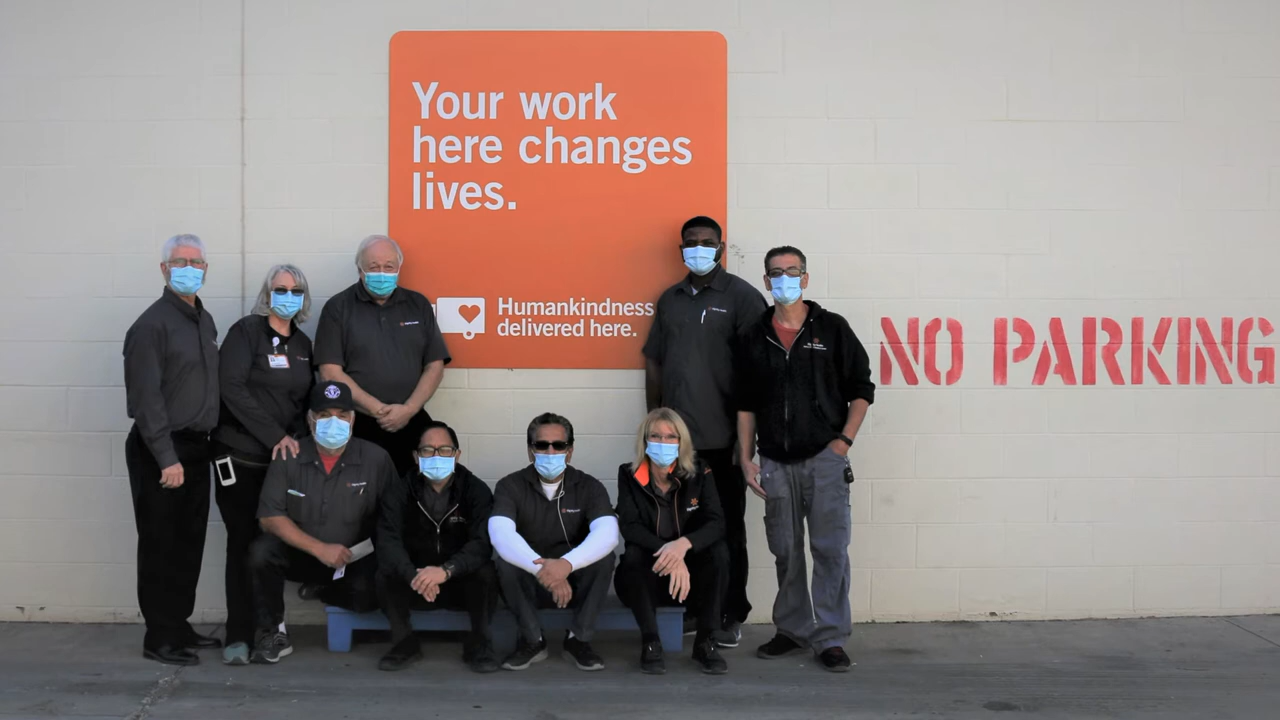 Your work
here changes
lives.
Humankindness
delivered here.
NO PARKING